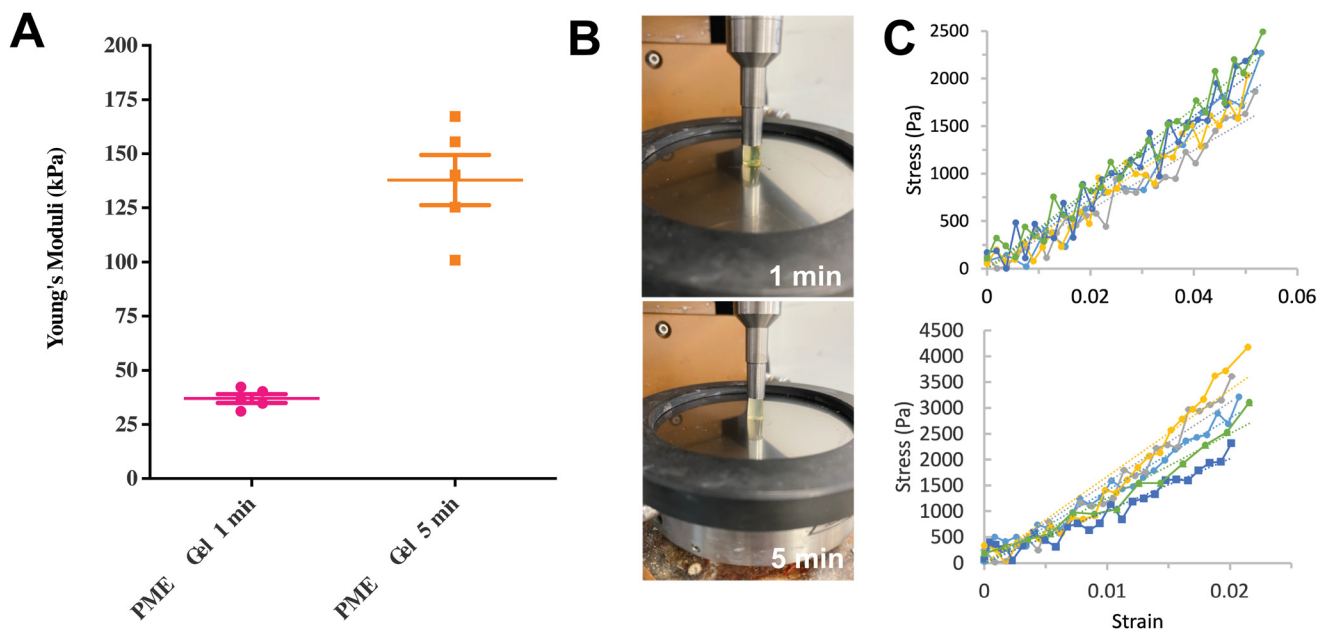 A
200
175
150
125
100
75
50
25
0
Young's Moduli (kPa)
PME Gel 1 min
PME Gel 5 min
B
1 min
5 min
C
2500
2000
1500
1000
500
0
Stress (Pa)
0 0.02 0.04 0.06
4500
4000
3500
3000
2500
2000
1500
1000
500
0
Stress (Pa)
0 0.01 0.02
Strain